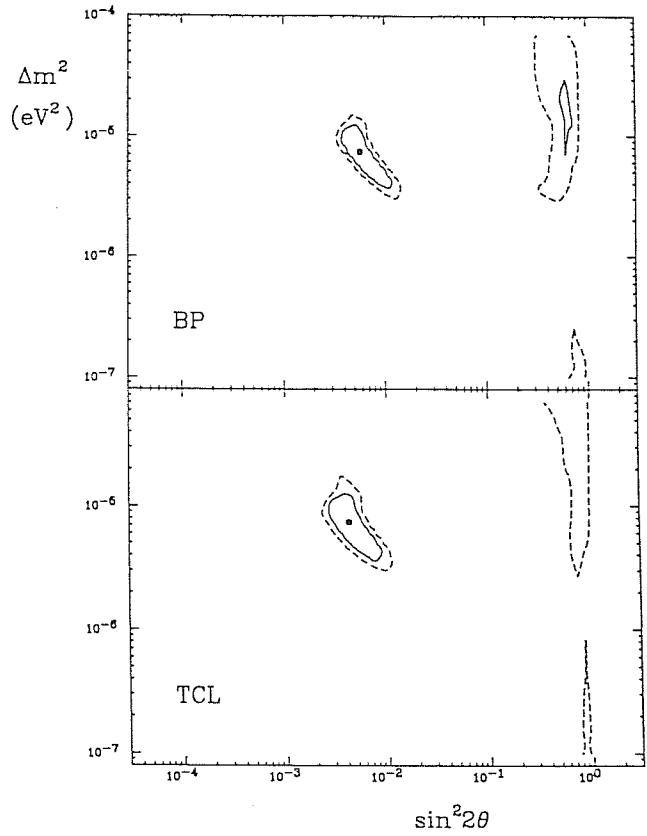 10⁻⁴
Δm²
(eV²)
10⁻⁵
10⁻⁶
BP
10⁻⁷
10⁻⁵
10⁻⁶
TCL
10⁻⁷
10⁻⁴ 10⁻³ 10⁻² 10⁻¹ 10⁰
sin²2θ